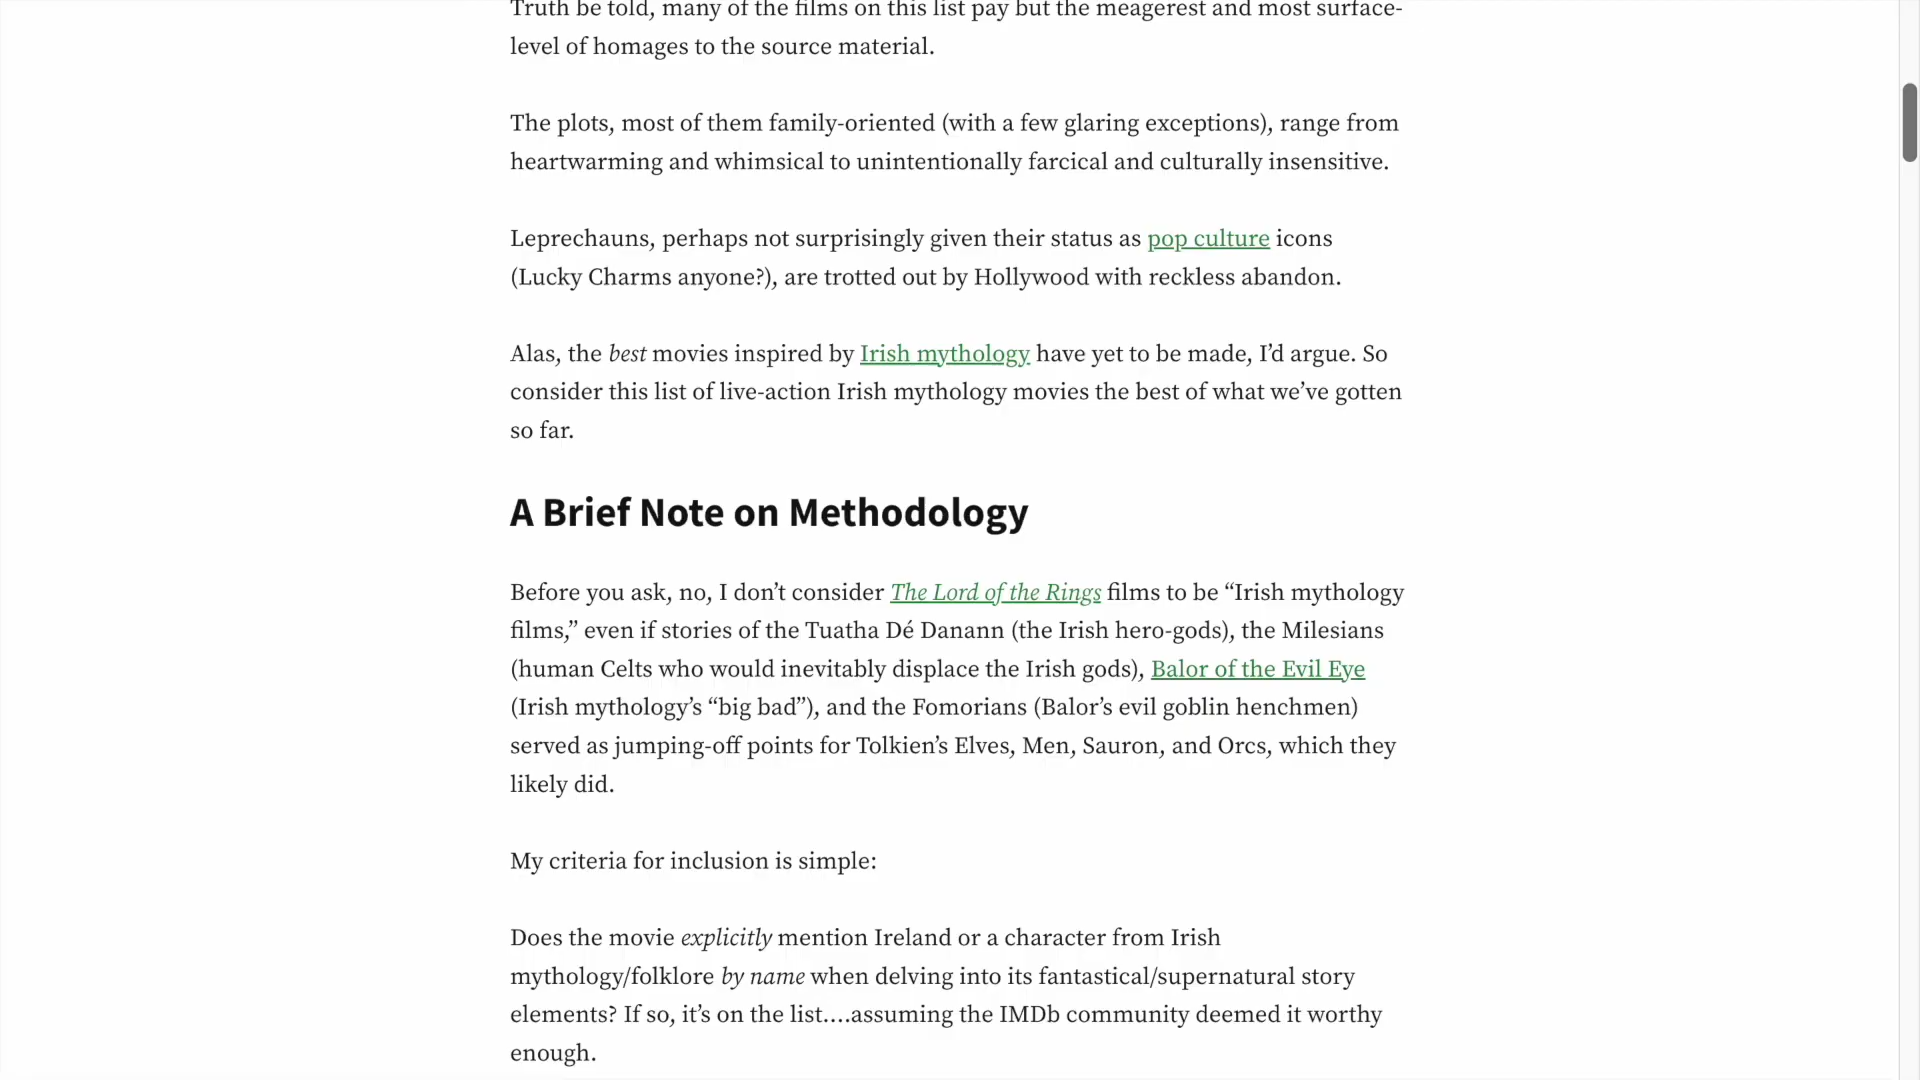 Truth be told, many of the films on this list pay but the meagerest and most surface-
level of homages to the source material.
The plots, most of them family-oriented (with a few glaring exceptions), range from
heartwarming and whimsical to unintentionally farcical and culturally insensitive.
Leprechauns, perhaps not surprisingly given their status as pop culture icons
(Lucky Charms anyone?), are trotted out by Hollywood with reckless abandon.
Alas, the best movies inspired by Irish mythology have yet to be made, I’d argue. So
consider this list of live-action Irish mythology movies the best of what we’ve gotten
so far.
A Brief Note on Methodology
Before you ask, no, I don’t consider The Lord of the Rings films to be “Irish mythology
films,” even if stories of the Tuatha Dé Danann (the Irish hero-gods), the Milesians
(human Celts who would inevitably displace the Irish gods), Balor of the Evil Eye
(Irish mythology’s “big bad”), and the Fomorians (Balor’s evil goblin henchmen)
served as jumping-off points for Tolkien’s Elves, Men, Sauron, and Orcs, which they
likely did.
My criteria for inclusion is simple:
Does the movie explicitly mention Ireland or a character from Irish
mythology/folklore by name when delving into its fantastical/supernatural story
elements? If so, it’s on the list….assuming the IMDb community deemed it worthy
enough.